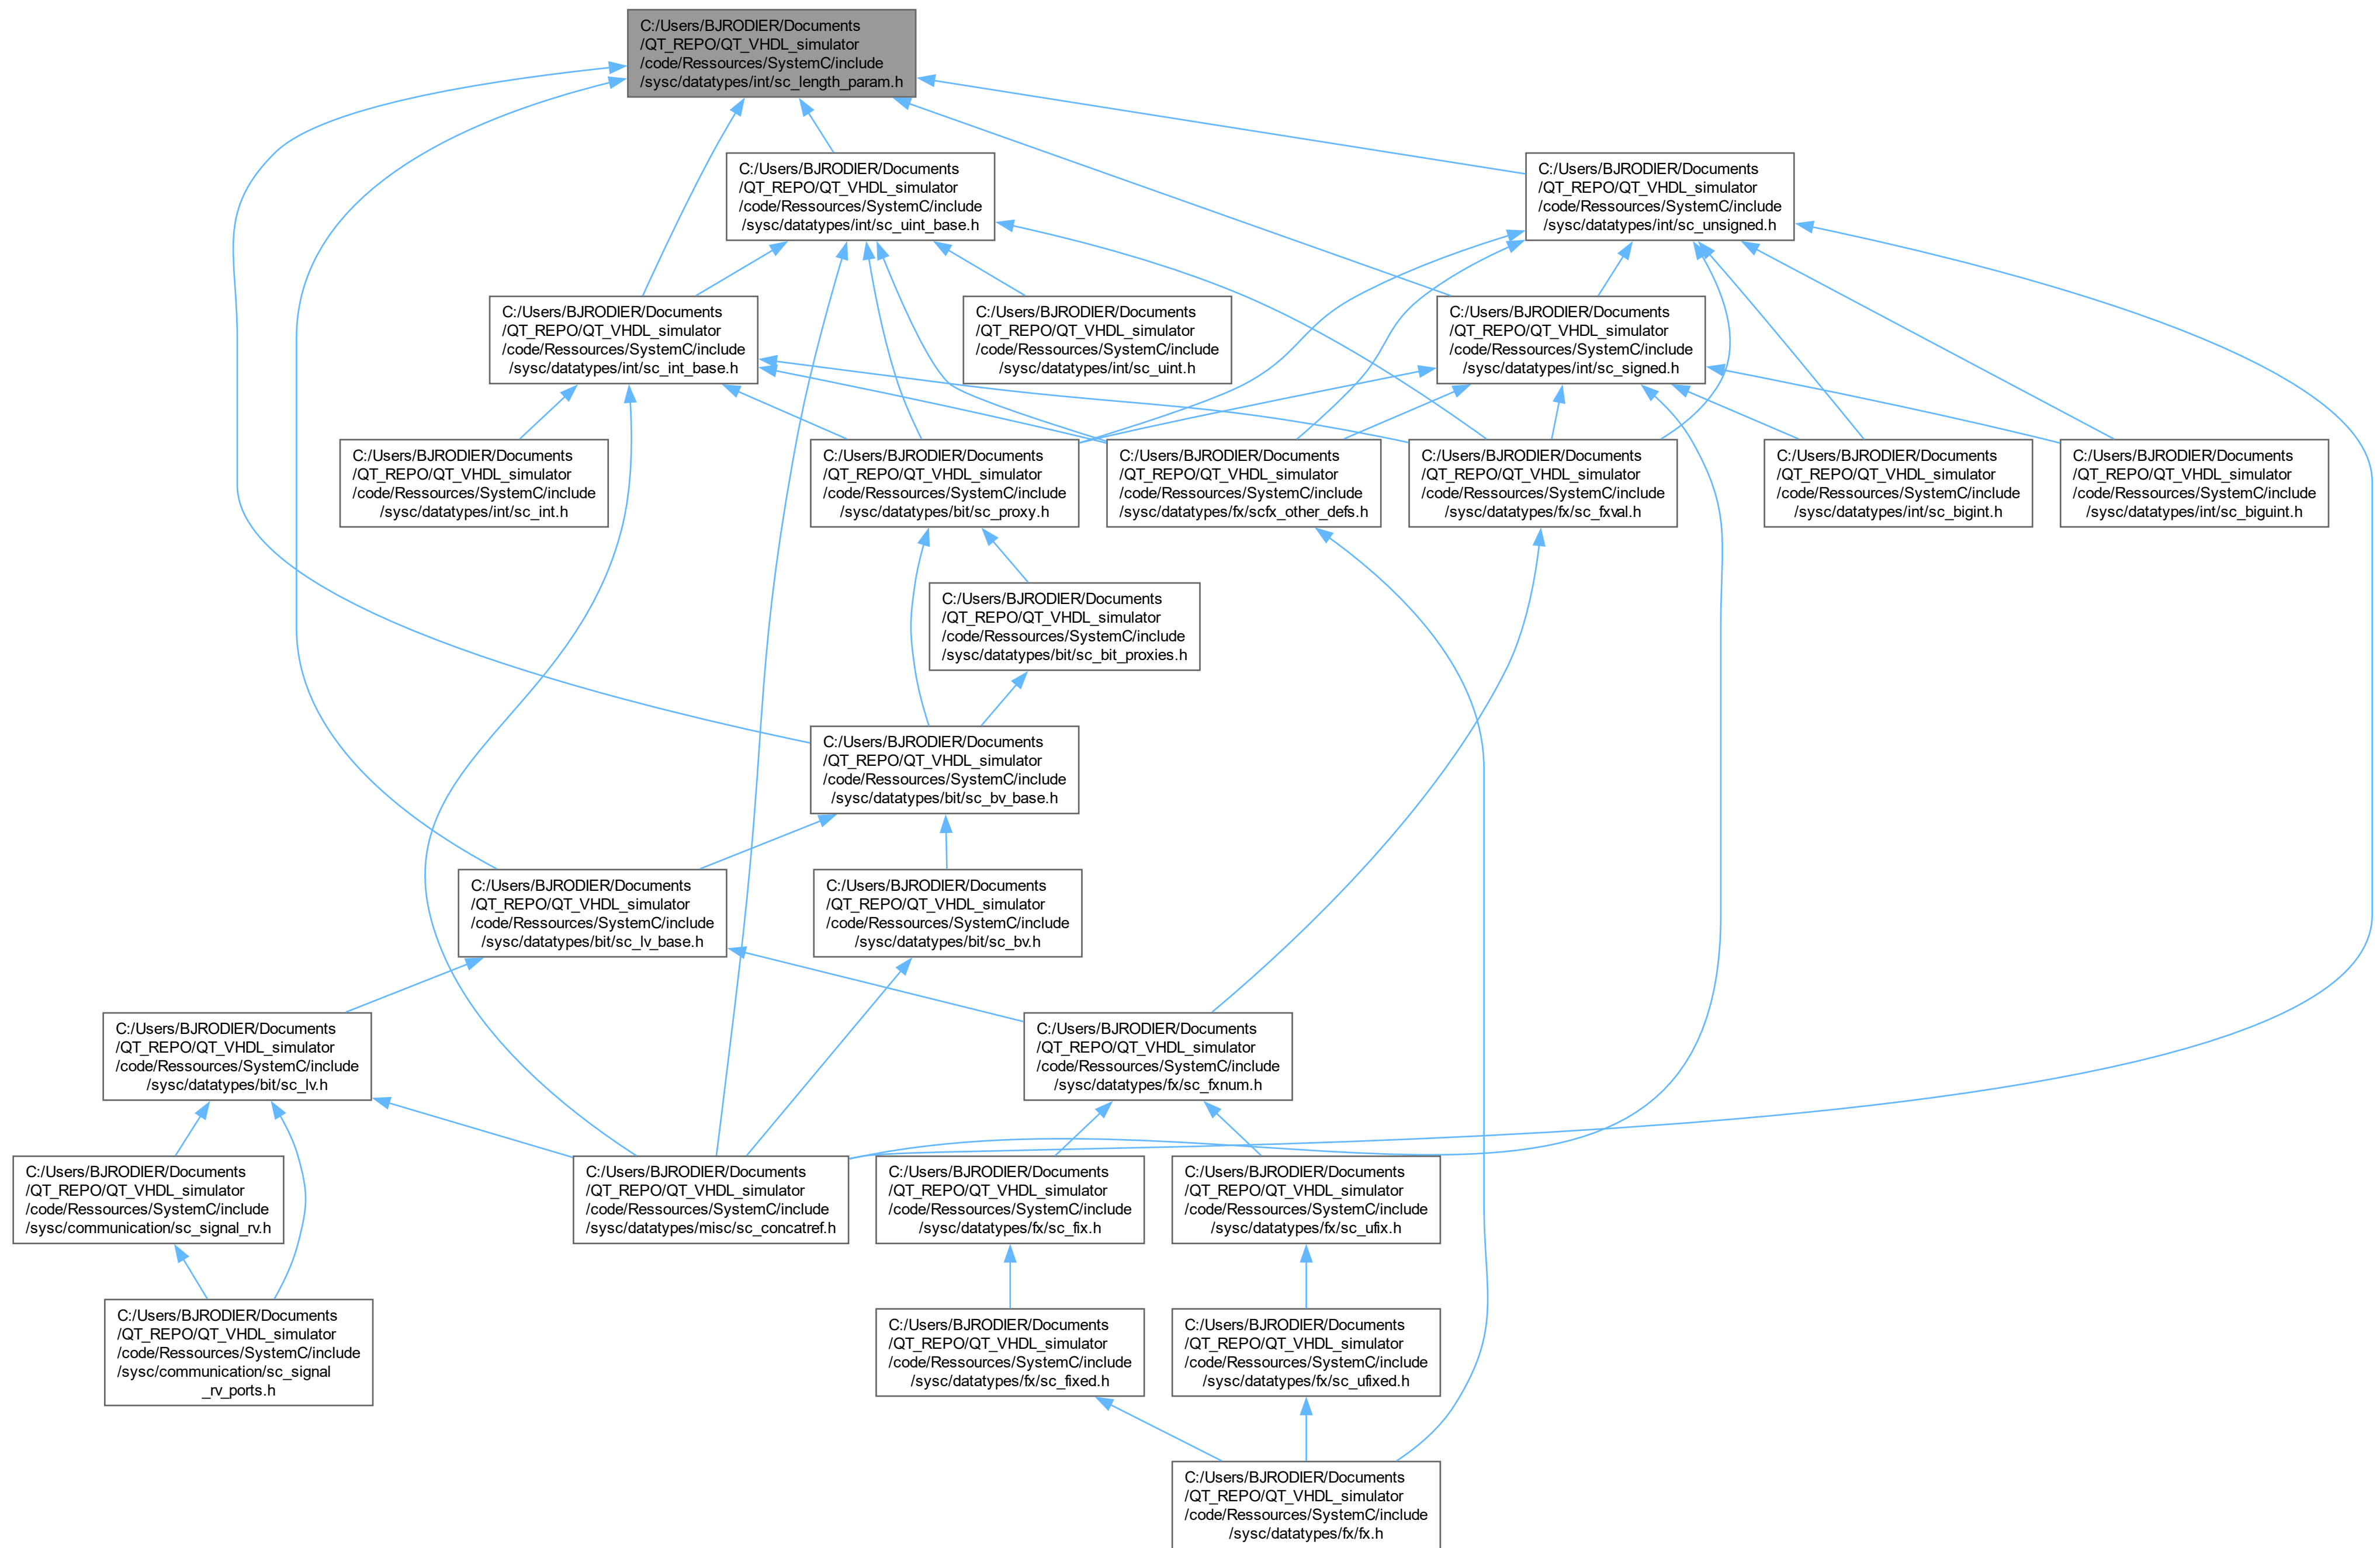 C:/Users/BJRODIER/Documents
/QT_REPO/QT_VHDL_simulator
/code/Ressources/SystemC/include
/sysc/datatypes/int/sc_length_param.h
C:/Users/BJRODIER/Documents
/QT_REPO/QT_VHDL_simulator
/code/Ressources/SystemC/include
/sysc/datatypes/int/sc_uint_base.h
C:/Users/BJRODIER/Documents
/QT_REPO/QT_VHDL_simulator
/code/Ressources/SystemC/include
/sysc/datatypes/int/sc_unsigned.h
C:/Users/BJRODIER/Documents
/QT_REPO/QT_VHDL_simulator
/code/Ressources/SystemC/include
/sysc/datatypes/int/sc_int_base.h
C:/Users/BJRODIER/Documents
/QT_REPO/QT_VHDL_simulator
/code/Ressources/SystemC/include
/sysc/datatypes/int/sc_uint.h
C:/Users/BJRODIER/Documents
/QT_REPO/QT_VHDL_simulator
/code/Ressources/SystemC/include
/sysc/datatypes/int/sc_signed.h
C:/Users/BJRODIER/Documents
/QT_REPO/QT_VHDL_simulator
/code/Ressources/SystemC/include
/sysc/datatypes/int/sc_int.h
C:/Users/BJRODIER/Documents
/QT_REPO/QT_VHDL_simulator
/code/Ressources/SystemC/include
/sysc/datatypes/bit/sc_proxy.h
C:/Users/BJRODIER/Documents
/QT_REPO/QT_VHDL_simulator
/code/Ressources/SystemC/include
/sysc/datatypes/fx/scfx_other_defs.h
C:/Users/BJRODIER/Documents
/QT_REPO/QT_VHDL_simulator
/code/Ressources/SystemC/include
/sysc/datatypes/fx/sc_fxval.h
C:/Users/BJRODIER/Documents
/QT_REPO/QT_VHDL_simulator
/code/Ressources/SystemC/include
/sysc/datatypes/int/sc_bigint.h
C:/Users/BJRODIER/Documents
/QT_REPO/QT_VHDL_simulator
/code/Ressources/SystemC/include
/sysc/datatypes/int/sc_biguint.h
C:/Users/BJRODIER/Documents
/QT_REPO/QT_VHDL_simulator
/code/Ressources/SystemC/include
/sysc/datatypes/bit/sc_bit_proxies.h
C:/Users/BJRODIER/Documents
/QT_REPO/QT_VHDL_simulator
/code/Ressources/SystemC/include
/sysc/datatypes/bit/sc_bv_base.h
C:/Users/BJRODIER/Documents
/QT_REPO/QT_VHDL_simulator
/code/Ressources/SystemC/include
/sysc/datatypes/bit/sc_lv_base.h
C:/Users/BJRODIER/Documents
/QT_REPO/QT_VHDL_simulator
/code/Ressources/SystemC/include
/sysc/datatypes/bit/sc_bv.h
C:/Users/BJRODIER/Documents
/QT_REPO/QT_VHDL_simulator
/code/Ressources/SystemC/include
/sysc/datatypes/bit/sc_lv.h
C:/Users/BJRODIER/Documents
/QT_REPO/QT_VHDL_simulator
/code/Ressources/SystemC/include
/sysc/datatypes/fx/sc_fxnum.h
C:/Users/BJRODIER/Documents
/QT_REPO/QT_VHDL_simulator
/code/Ressources/SystemC/include
/sysc/communication/sc_signal_rv.h
C:/Users/BJRODIER/Documents
/QT_REPO/QT_VHDL_simulator
/code/Ressources/SystemC/include
/sysc/datatypes/misc/sc_concatref.h
C:/Users/BJRODIER/Documents
/QT_REPO/QT_VHDL_simulator
/code/Ressources/SystemC/include
/sysc/datatypes/fx/sc_fix.h
C:/Users/BJRODIER/Documents
/QT_REPO/QT_VHDL_simulator
/code/Ressources/SystemC/include
/sysc/datatypes/fx/sc_ufix.h
C:/Users/BJRODIER/Documents
/QT_REPO/QT_VHDL_simulator
/code/Ressources/SystemC/include
/sysc/communication/sc_signal
_rv_ports.h
C:/Users/BJRODIER/Documents
/QT_REPO/QT_VHDL_simulator
/code/Ressources/SystemC/include
/sysc/datatypes/fx/sc_fixed.h
C:/Users/BJRODIER/Documents
/QT_REPO/QT_VHDL_simulator
/code/Ressources/SystemC/include
/sysc/datatypes/fx/sc_ufixed.h
C:/Users/BJRODIER/Documents
/QT_REPO/QT_VHDL_simulator
/code/Ressources/SystemC/include
/sysc/datatypes/fx/fx.h